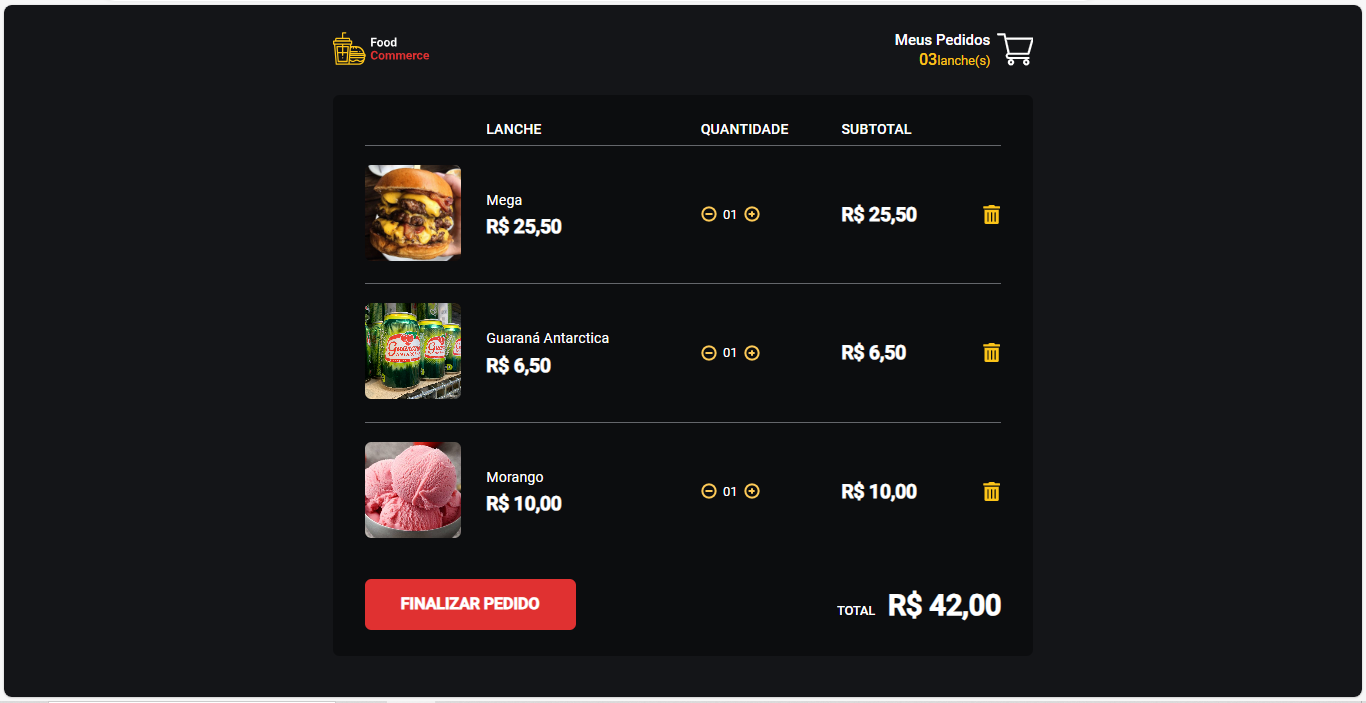 Food
Commerce
Meus Pedidos
03lanche(s)
LANCHE QUANTIDADE SUBTOTAL
Mega
R$ 25,50
01
R$ 25,50
Guaraná Antarctica
R$ 6,50
01
R$ 6,50
Morango
R$ 10,00
01
R$ 10,00
FINALIZAR PEDIDO
TOTAL R$ 42,00